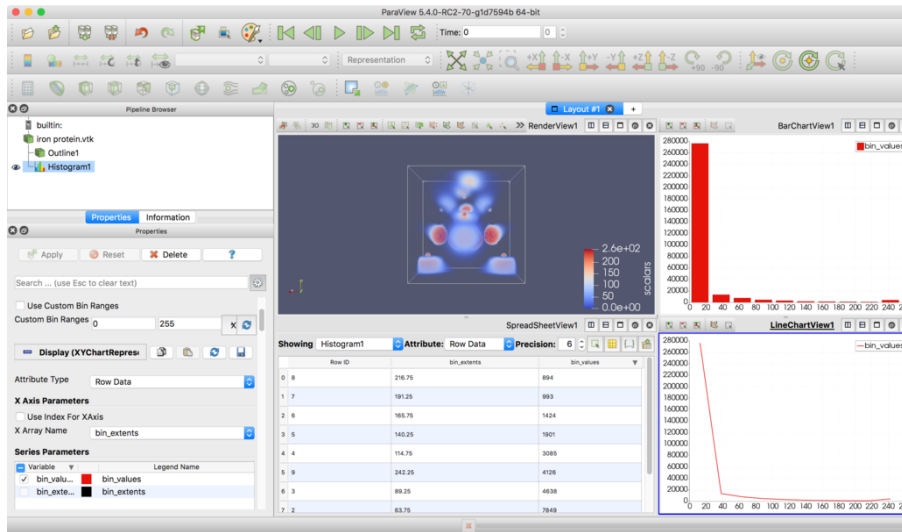 ParaView 5.4.0-RC2-70-g1d7594b 64-bit
Time: 0
0
Representation
+X -X +Y -Y +Z -Z +90 -90
Pipeline Browser
builtin:
iron protein.vtk
Outline1
Histogram1
Properties Information
Properties
Apply Reset Delete ?
Search ... (use Esc to clear text)
Use Custom Bin Ranges
Custom Bin Ranges 0 255
Display (XYChartRepres
Attribute Type Row Data
X Axis Parameters
Use Index For XAxis
X Array Name bin_extents
Series Parameters
Variable Legend Name
bin_valu... bin_values
bin_exte... bin_extents
Layout #1 +
3D RenderView1
2.6e+02
200
150
100
50
0.0e+00
scalars
SpreadSheetView1
Showing Histogram1 Attribute: Row Data Precision: 6
Row ID bin_extents bin_values
0 8 216.75 894
1 7 191.25 993
2 6 165.75 1424
3 5 140.25 1901
4 4 114.75 3085
5 9 242.25 4126
6 3 89.25 4638
7 2 63.75 7849
BarChartView1
280000
260000
240000
220000
200000
180000
160000
140000
120000
100000
80000
60000
40000
20000
0
0 20 40 60 80 100 120 140 160 180 200 220 240
bin_values
LineChartView1
280000
260000
240000
220000
200000
180000
160000
140000
120000
100000
80000
60000
40000
20000
0
0 20 40 60 80 100 120 140 160 180 200 220 240
bin_values